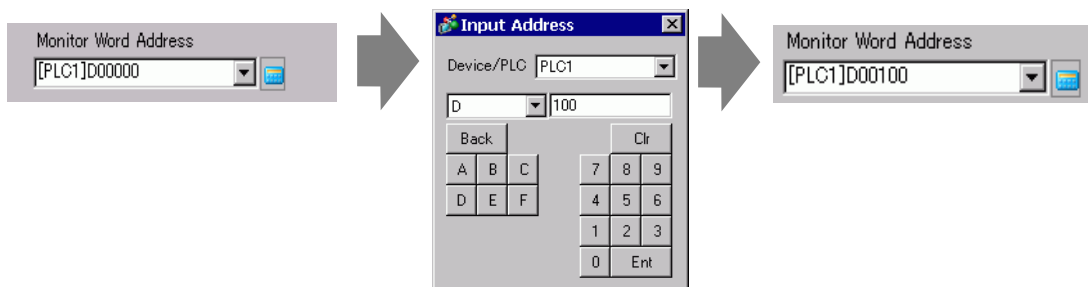 Monitor Word Address
[PLC1]D00000
Input Address
Device/PLC PLC1
D 100
Back Clr
A B C 7 8 9
D E F 4 5 6
1 2 3
0 Ent
Monitor Word Address
[PLC1]D00100